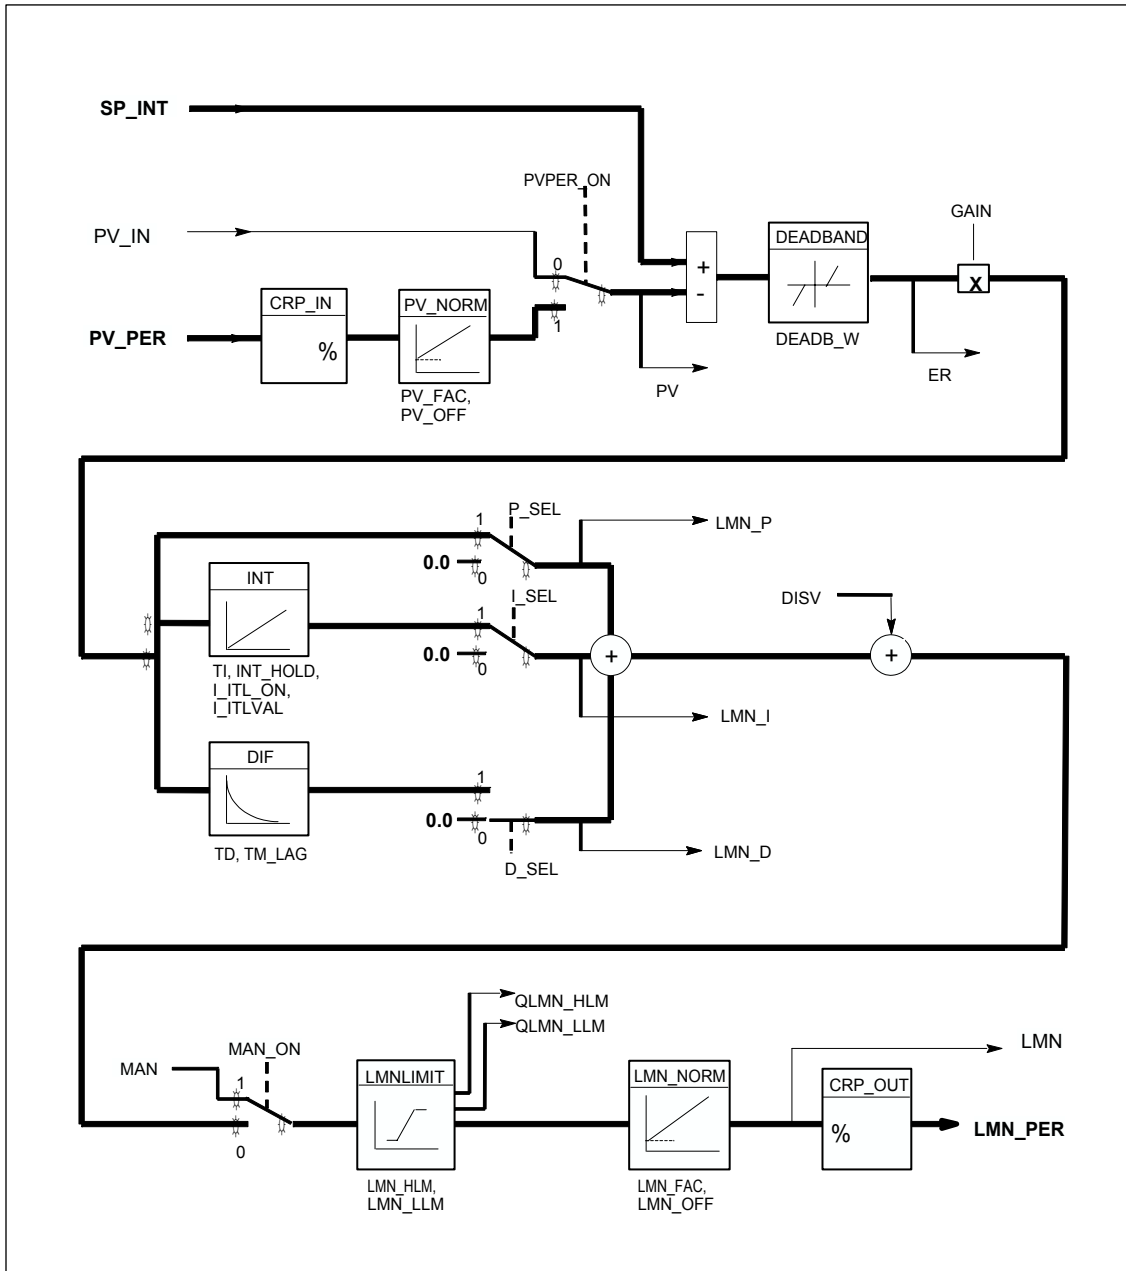 SP_INT
PVPER_ON
GAIN
PV_IN
DEADBAND
0
+
-
X
CRP_IN
PV_NORM
PV_PER
%
1
DEADB_W
ER
PV
PV_FAC,
PV_OFF
P_SEL
1
LMN_P
0.0
0
INT
I_SEL
DISV
1
+
+
0.0
0
TI, INT_HOLD,
I_ITL_ON,
I_ITLVAL
LMN_I
DIF
1
0.0
0
TD, TM_LAG
D_SEL
LMN_D
QLMN_HLM
QLMN_LLM
LMN
MAN_ON
MAN
LMNLIMIT
LMN_NORM
1
CRP_OUT
%
LMN_PER
0
LMN_HLM,
LMN_LLM
LMN_FAC,
LMN_OFF